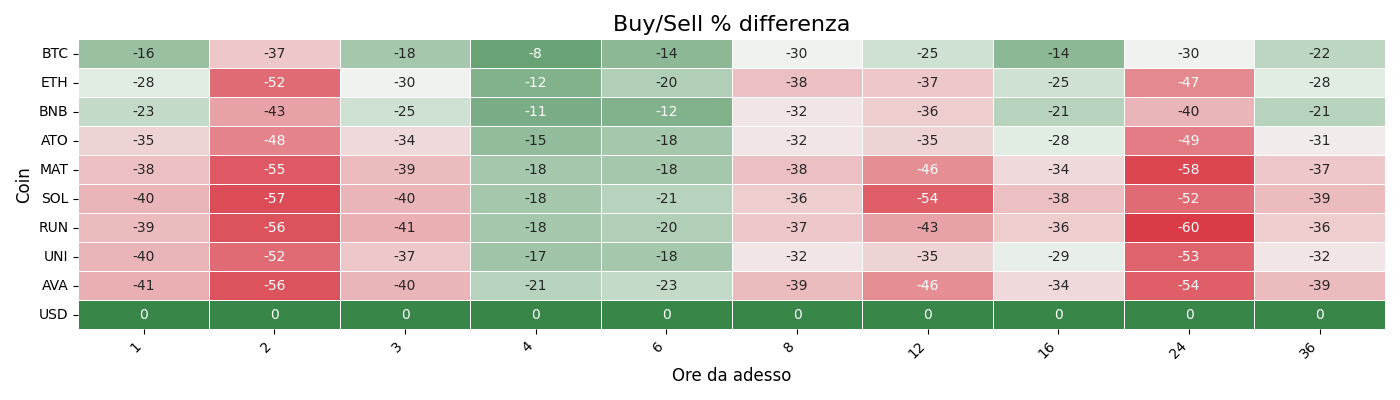 Buy/Sell % differenza
Coin
BTC -16 -37 -18 -8 -14 -30 -25 -14 -30 -22
ETH -28 -52 -30 -12 -20 -38 -37 -25 -47 -28
BNB -23 -43 -25 -11 -12 -32 -36 -21 -40 -21
ATO -35 -48 -34 -15 -18 -32 -35 -28 -49 -31
MAT -38 -55 -39 -18 -18 -38 -46 -34 -58 -37
SOL -40 -57 -40 -18 -21 -36 -54 -38 -52 -39
RUN -39 -56 -41 -18 -20 -37 -43 -36 -60 -36
UNI -40 -52 -37 -17 -18 -32 -35 -29 -53 -32
AVA -41 -56 -40 -21 -23 -39 -46 -34 -54 -39
USD 0 0 0 0 0 0 0 0 0 0
1 2 3 4 6 8 12 16 24 36
Ore da adesso